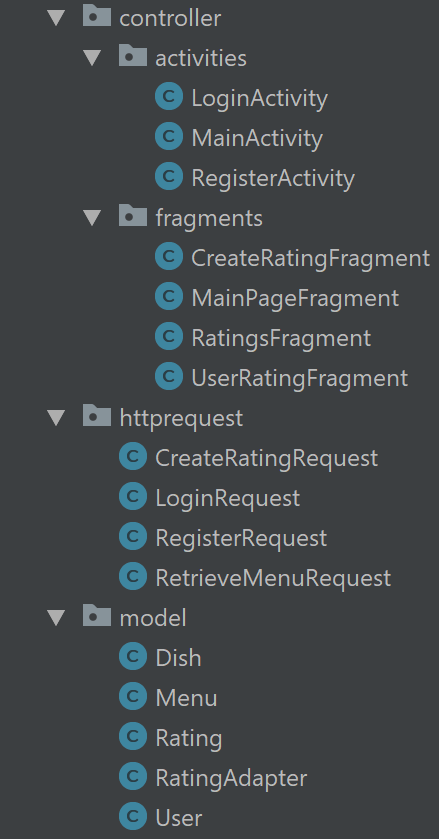 controller
activities
C LoginActivity
C MainActivity
C RegisterActivity
fragments
C CreateRatingFragment
C MainPageFragment
C RatingsFragment
C UserRatingFragment
httprequest
C CreateRatingRequest
C LoginRequest
C RegisterRequest
C RetrieveMenuRequest
model
C Dish
C Menu
C Rating
C RatingAdapter
C User